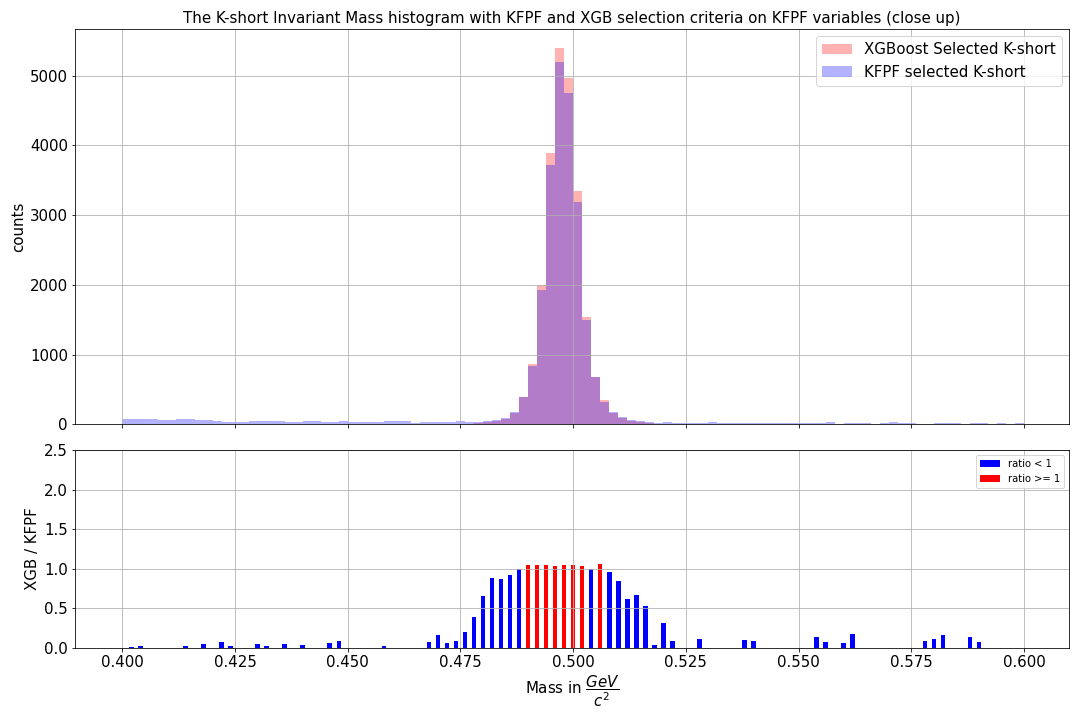 The K-short Invariant Mass histogram with KFPF and XGB selection criteria on KFPF variables (close up)
XGBoost Selected K-short
KFPF selected K-short
counts
5000
4000
3000
2000
1000
0
ratio < 1
ratio >= 1
XGB / KFPF
2.5
2.0
1.5
1.0
0.5
0.0
0.400 0.425 0.450 0.475 0.500 0.525 0.550 0.575 0.600
Mass in GeV/c²